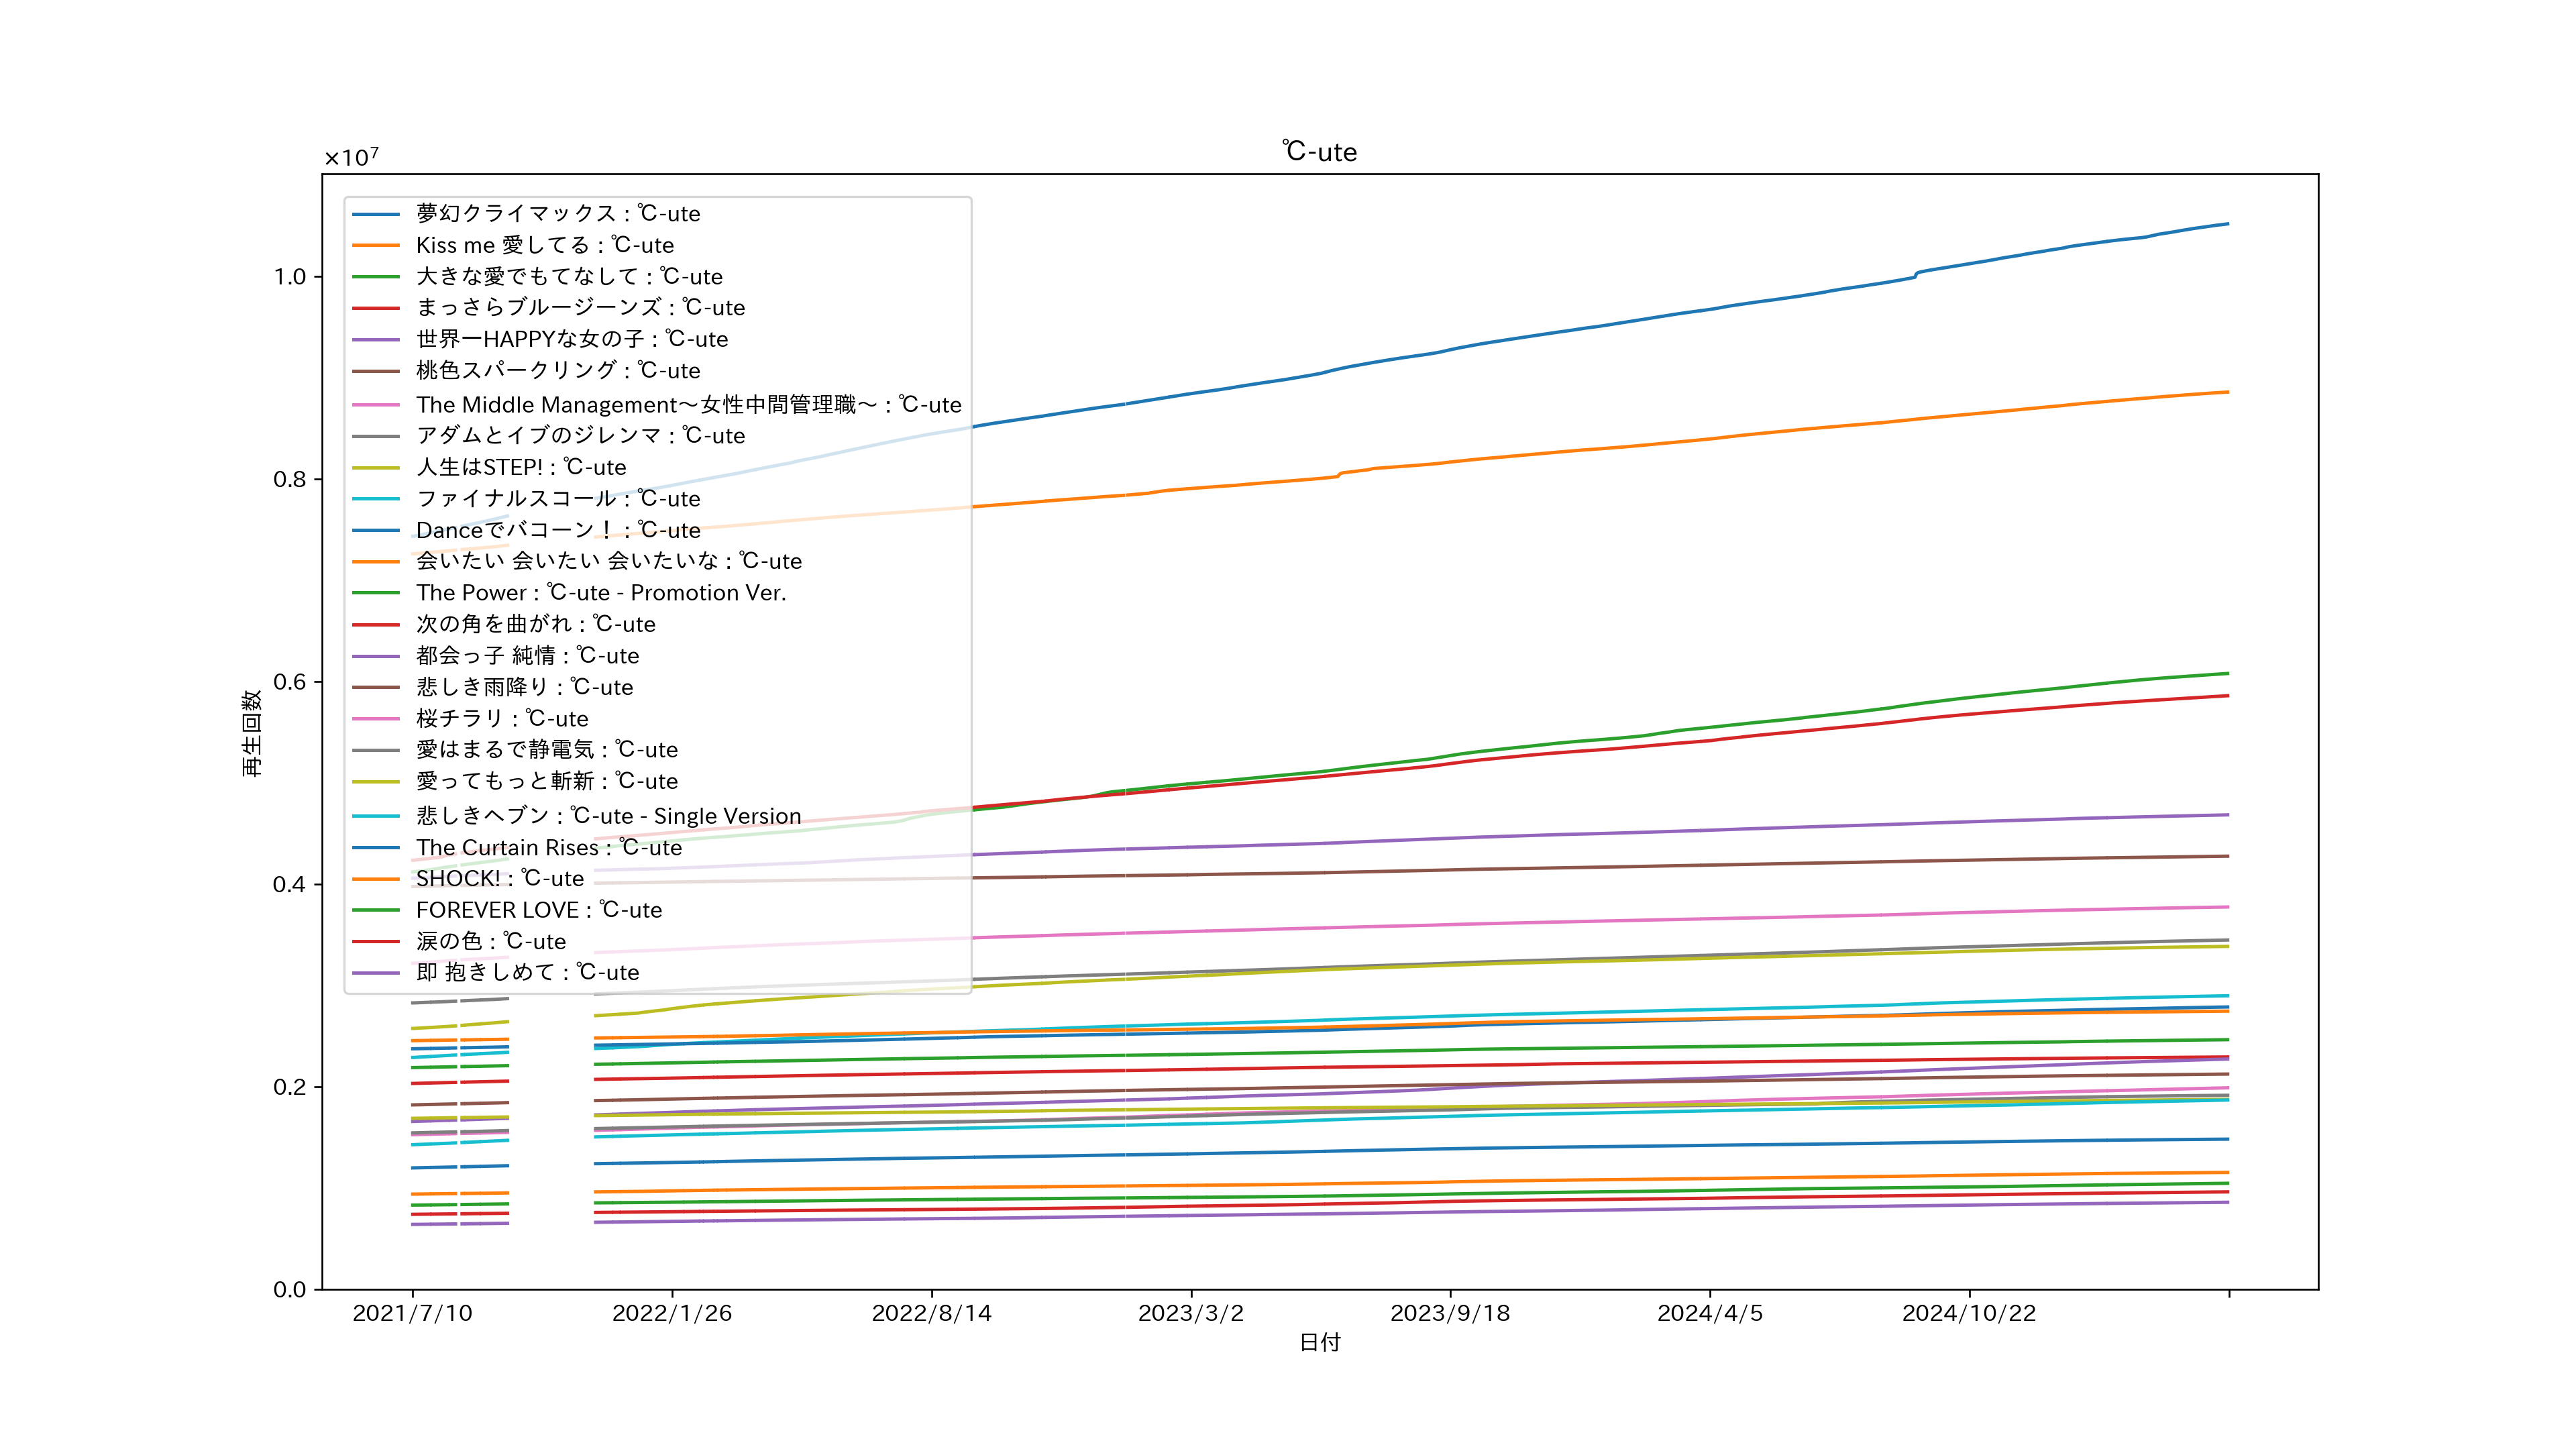 ℃-ute
×10⁷
夢幻クライマックス : ℃-ute
Kiss me 愛してる : ℃-ute
大きな愛でもてなして : ℃-ute
まっさらブルージーンズ : ℃-ute
世界一HAPPYな女の子 : ℃-ute
桃色スパークリング : ℃-ute
The Middle Management〜女性中間管理職〜 : ℃-ute
アダムとイブのジレンマ : ℃-ute
人生はSTEP! : ℃-ute
ファイナルスコール : ℃-ute
Danceでバコーン！ : ℃-ute
会いたい 会いたい 会いたいな : ℃-ute
The Power : ℃-ute - Promotion Ver.
次の角を曲がれ : ℃-ute
都会っ子 純情 : ℃-ute
悲しき雨降り : ℃-ute
桜チラリ : ℃-ute
愛はまるで静電気 : ℃-ute
愛ってもっと斬新 : ℃-ute
悲しきヘブン : ℃-ute - Single Version
The Curtain Rises : ℃-ute
SHOCK! : ℃-ute
FOREVER LOVE : ℃-ute
涙の色 : ℃-ute
即 抱きしめて : ℃-ute
1.0
0.8
0.6
0.4
0.2
0.0
再生回数
2021/7/10 2022/1/26 2022/8/14 2023/3/2 2023/9/18 2024/4/5 2024/10/22
日付